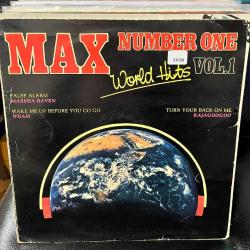 MAX NUMBER ONE
World Hits VOL.1
FALSE ALARM
MARSHA RAVEN
WAKE ME UP BEFORE YOU GO GO
WHAM
TURN YOUR BACK ON ME
KAJAGOOGOO